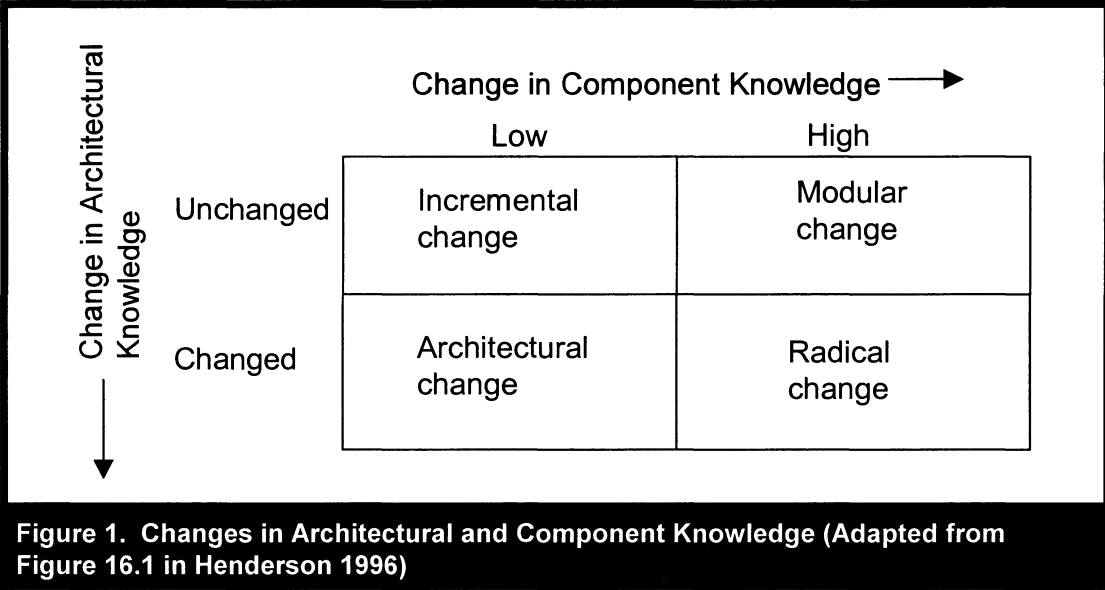 Change in Architectural
Knowledge
Change in Component Knowledge
Low
High
Unchanged
Incremental
change
Modular
change
Changed
Architectural
change
Radical
change
Figure 1. Changes in Architectural and Component Knowledge (Adapted from
Figure 16.1 in Henderson 1996)